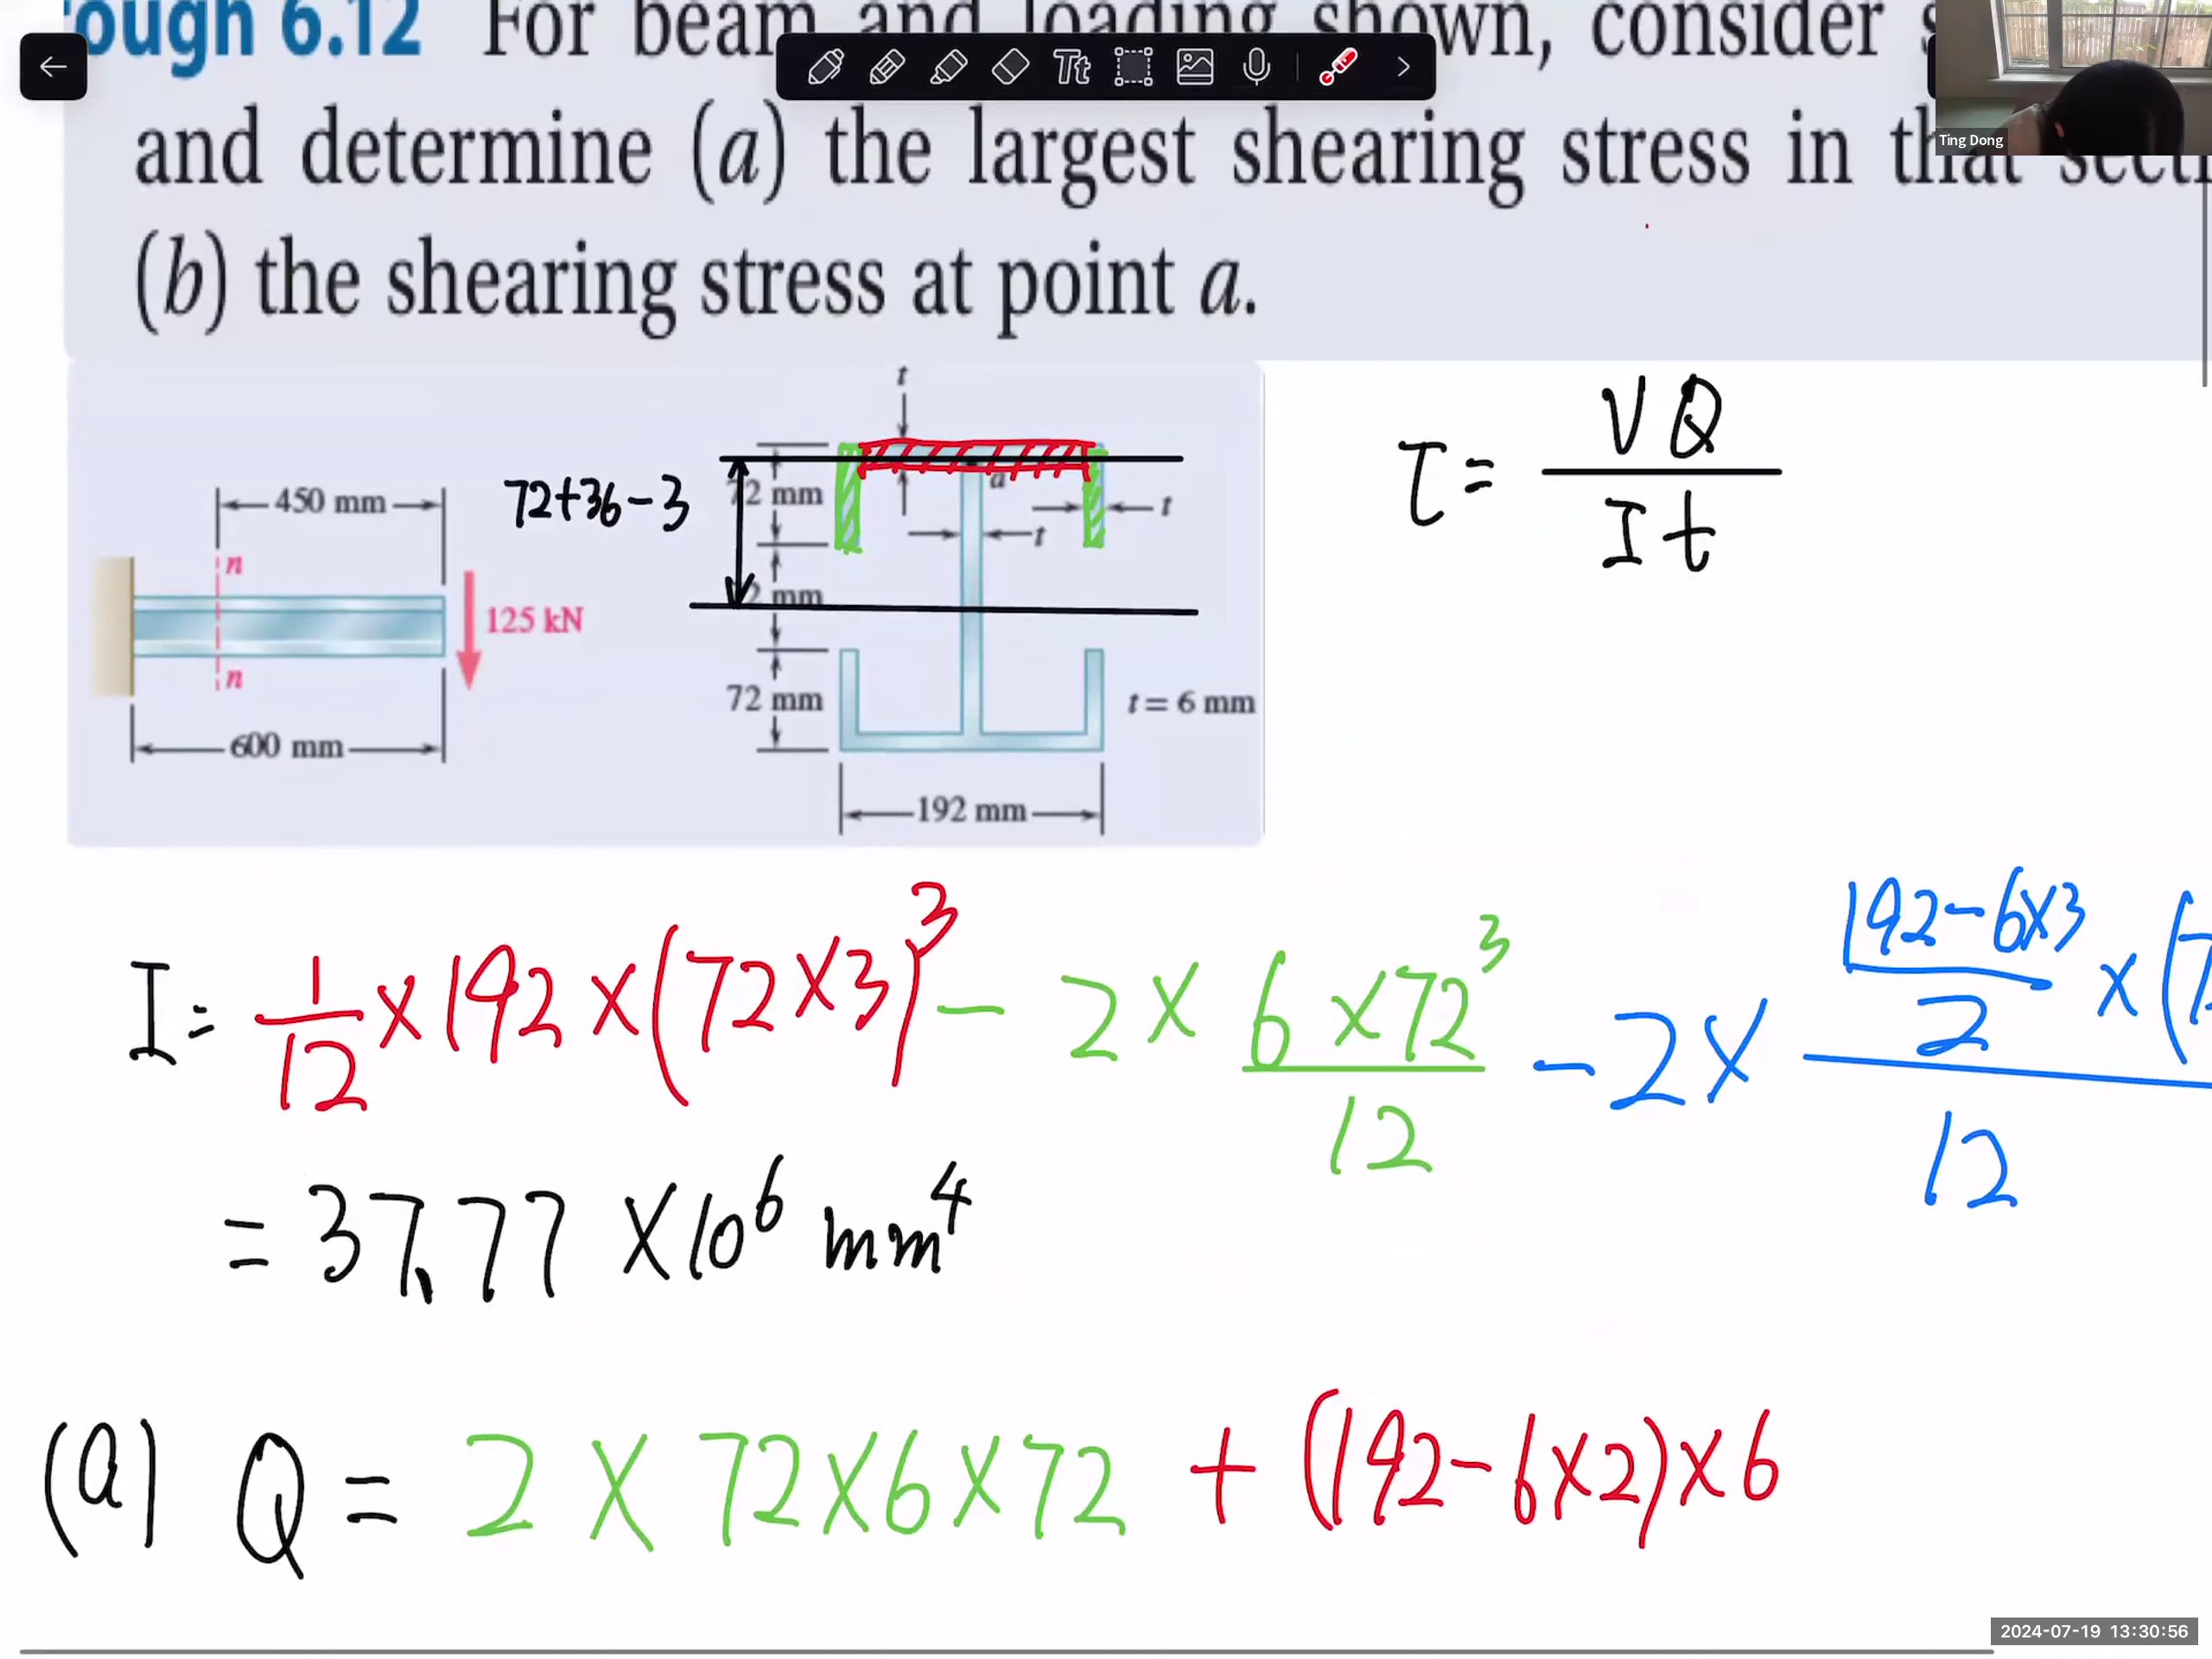 ough 6.12 For beam and loading shown, consider s
and determine (a) the largest shearing stress in that secti
(b) the shearing stress at point a.
Tt
Ting Dong
t
450 mm
72+36-3
72 mm
a
t
t
n
2 mm
125 kN
n
72 mm
t = 6 mm
600 mm
192 mm
τ = VQ / It
I = 1/12 × 192 × (72×3)³ - 2 × 6×72³/12 - 2 × (192-6×3)/2 × (7 / 12
= 37.77 × 10⁶ mm⁴
(a) Q = 2 × 72×6×72 + (192-6×2)×6
2024-07-19 13:30:56